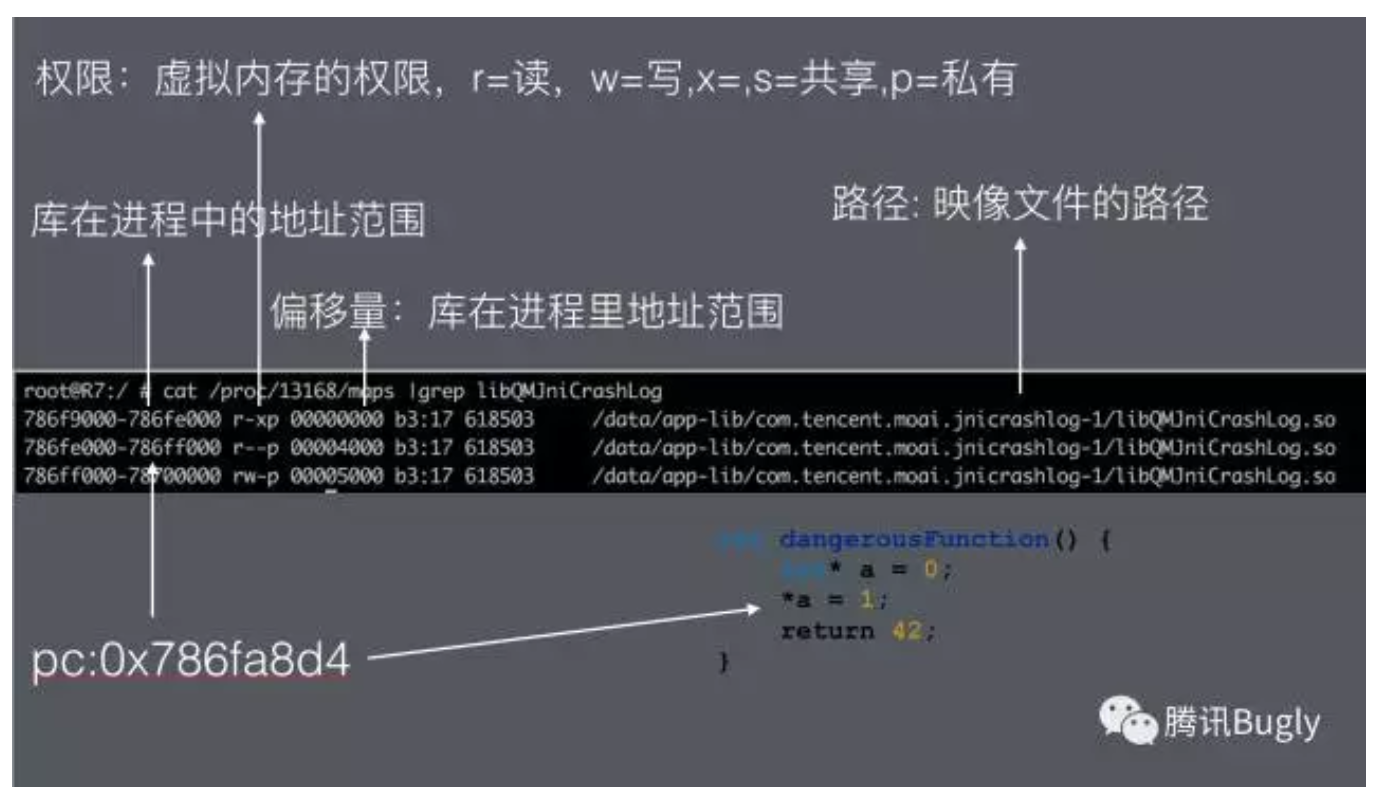 权限：虚拟内存的权限，r=读，w=写,x=,s=共享,p=私有
库在进程中的地址范围
路径: 映像文件的路径
偏移量：库在进程里地址范围
root@R7:/ # cat /proc/13168/maps |grep libQMJniCrashLog
786f9000-786fe000 r-xp 00000000 b3:17 618503 /data/app-lib/com.tencent.moai.jnicrashlog-1/libQMJniCrashLog.so
786fe000-786ff000 r--p 00004000 b3:17 618503 /data/app-lib/com.tencent.moai.jnicrashlog-1/libQMJniCrashLog.so
786ff000-78700000 rw-p 00005000 b3:17 618503 /data/app-lib/com.tencent.moai.jnicrashlog-1/libQMJniCrashLog.so
dangerousFunction() {
int* a = 0;
*a = 1;
return 42;
}
pc:0x786fa8d4
腾讯Bugly